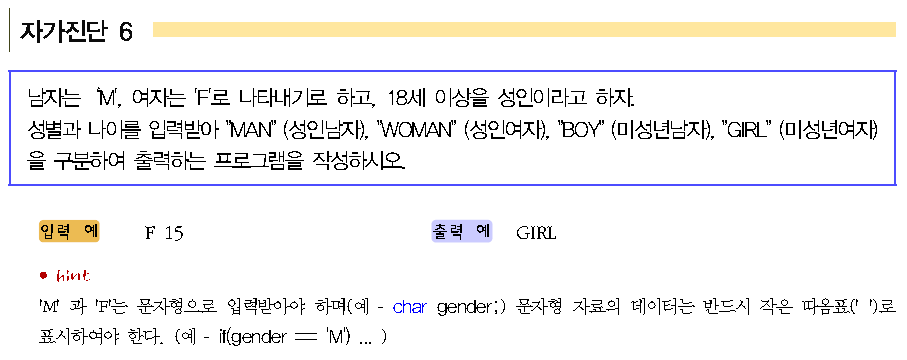 자가진단 6
남자는 'M', 여자는 'F'로 나타내기로 하고, 18세 이상을 성인이라고 하자.
성별과 나이를 입력받아 "MAN" (성인남자), "WOMAN" (성인여자), "BOY" (미성년남자), "GIRL" (미성년여자)
을 구분하여 출력하는 프로그램을 작성하시오.
입력 예 F 15 출력 예 GIRL
• hint
'M' 과 'F'는 문자형으로 입력받아야 하며(예 - char gender;) 문자형 자료의 데이터는 반드시 작은 따옴표(' ')로
표시하여야 한다. (예 - if(gender == 'M') ... )